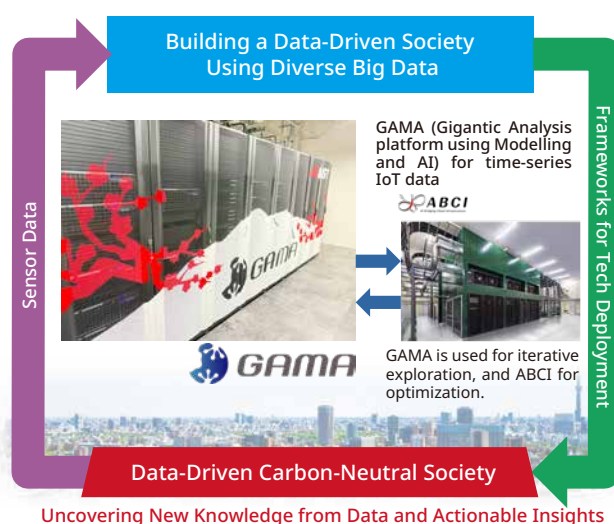 Building a Data-Driven Society
Using Diverse Big Data
Sensor Data
Frameworks for Tech Deployment
GAMA (Gigantic Analysis
platform using Modelling
and AI) for time-series
IoT data
ABCI
GAMA
GAMA
GAMA is used for iterative
exploration, and ABCI for
optimization.
Data-Driven Carbon-Neutral Society
Uncovering New Knowledge from Data and Actionable Insights